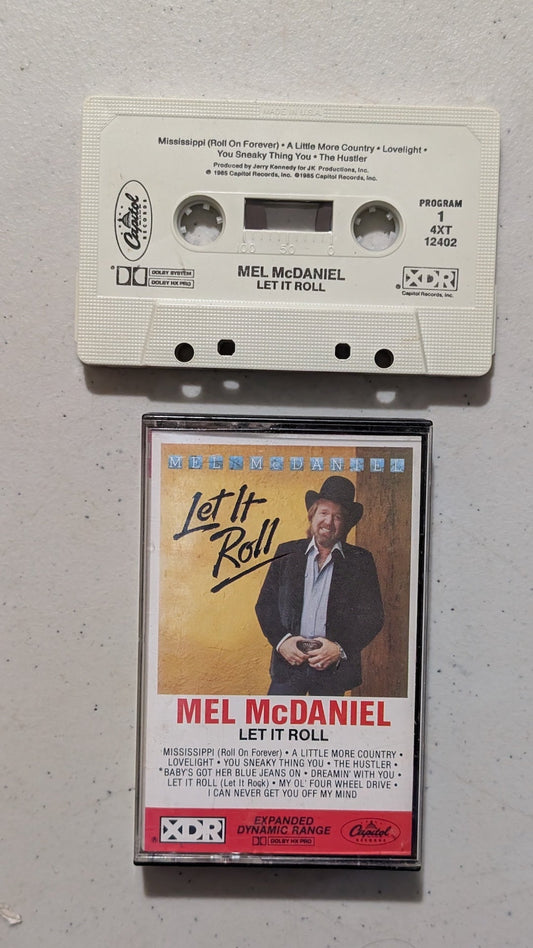 MADE IN U.S.A.
Mississippi (Roll On Forever) • A Little More Country • Lovelight •
You Sneaky Thing You • The Hustler
Produced by Jerry Kennedy for JK Productions, Inc.
℗ 1985 Capitol Records, Inc. ©1985 Capitol Records, Inc.
Capitol
RECORDS
PROGRAM
1
4XT
12402
100 50 0
® DOLBY SYSTEM
DOLBY HX PRO
MEL McDANIEL
LET IT ROLL
® XDR
Capitol Records, Inc.
MEL McDANIEL
Let It
Roll
MEL McDANIEL
LET IT ROLL
MISSISSIPPI (Roll On Forever) • A LITTLE MORE COUNTRY •
LOVELIGHT • YOU SNEAKY THING YOU • THE HUSTLER •
*BABY'S GOT HER BLUE JEANS ON • DREAMIN' WITH YOU •
LET IT ROLL (Let It Rock) • MY OL' FOUR WHEEL DRIVE •
I CAN NEVER GET YOU OFF MY MIND
® XDR
EXPANDED
DYNAMIC RANGE
DOLBY HX PRO
Capitol
RECORDS